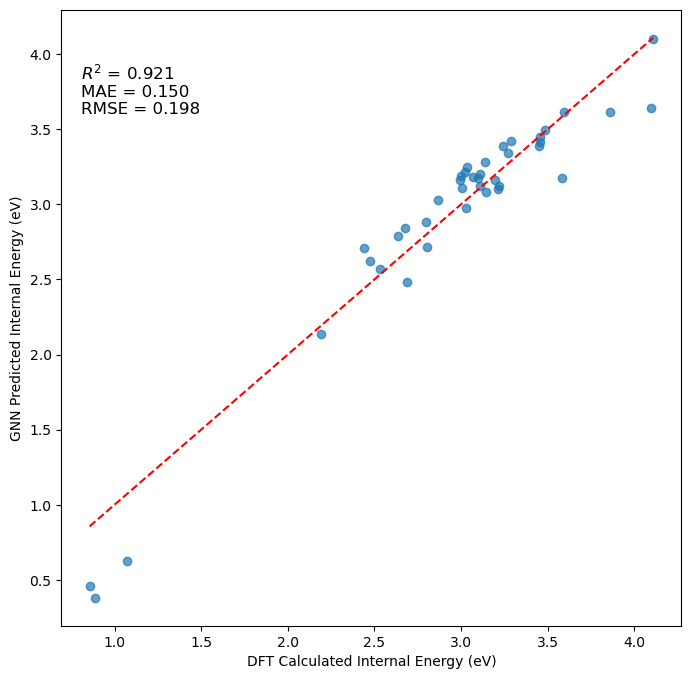 R² = 0.921
MAE = 0.150
RMSE = 0.198
GNN Predicted Internal Energy (eV)
4.0
3.5
3.0
2.5
2.0
1.5
1.0
0.5
1.0 1.5 2.0 2.5 3.0 3.5 4.0
DFT Calculated Internal Energy (eV)